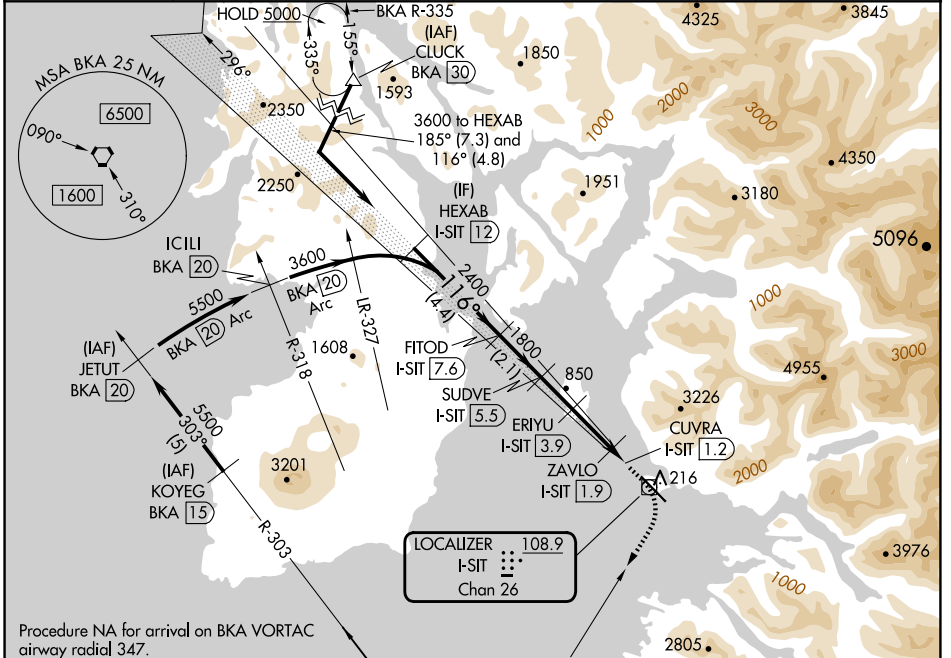 HOLD 5000
BKA R-335
(IAF)
CLUCK
BKA 30
335°
155°
296°
4325
3845
1850
1593
2350
2000
1000
3000
MSA BKA 25 NM
6500
090°
1600
310°
3600 to HEXAB
185° (7.3) and
116° (4.8)
2250
1951
4350
3180
(IF)
HEXAB
I-SIT 12
5096
ICILI
BKA 20
3600
BKA 20
Arc
5500
BKA 20 Arc
2400
116°
(4.4)
1000
LR-327
R-318
1608
FITOD
I-SIT 7.6
1800
(2.1)
3000
(IAF)
JETUT
BKA 20
850
4955
SUDVE
I-SIT 5.5
3226
ERIYU
I-SIT 3.9
CUVRA
I-SIT 1.2
5500
303°
(5)
(IAF)
KOYEG
BKA 15
3201
ZAVLO
I-SIT 1.9
216
2000
R-303
LOCALIZER 108.9
I-SIT
Chan 26
3976
1000
Procedure NA for arrival on BKA VORTAC
airway radial 347.
2805